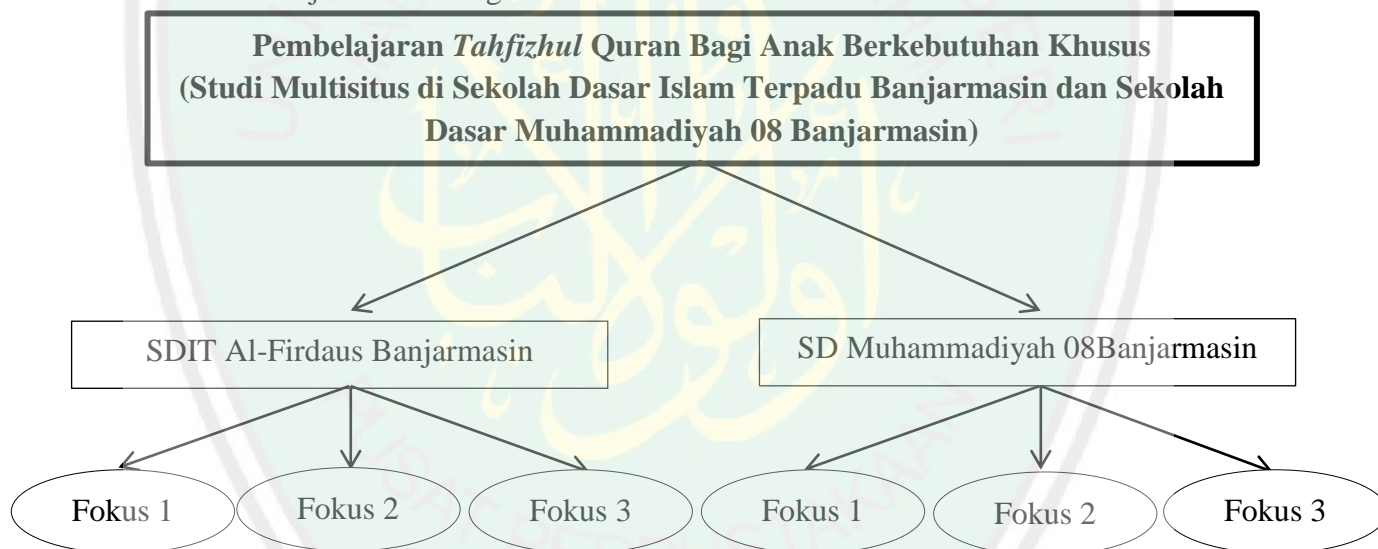 Pembelajaran Tahfizhul Quran Bagi Anak Berkebutuhan Khusus
(Studi Multisitus di Sekolah Dasar Islam Terpadu Banjarmasin dan Sekolah
Dasar Muhammadiyah 08 Banjarmasin)
SDIT Al-Firdaus Banjarmasin
SD Muhammadiyah 08Banjarmasin
Fokus 1
Fokus 2
Fokus 3
Fokus 1
Fokus 2
Fokus 3